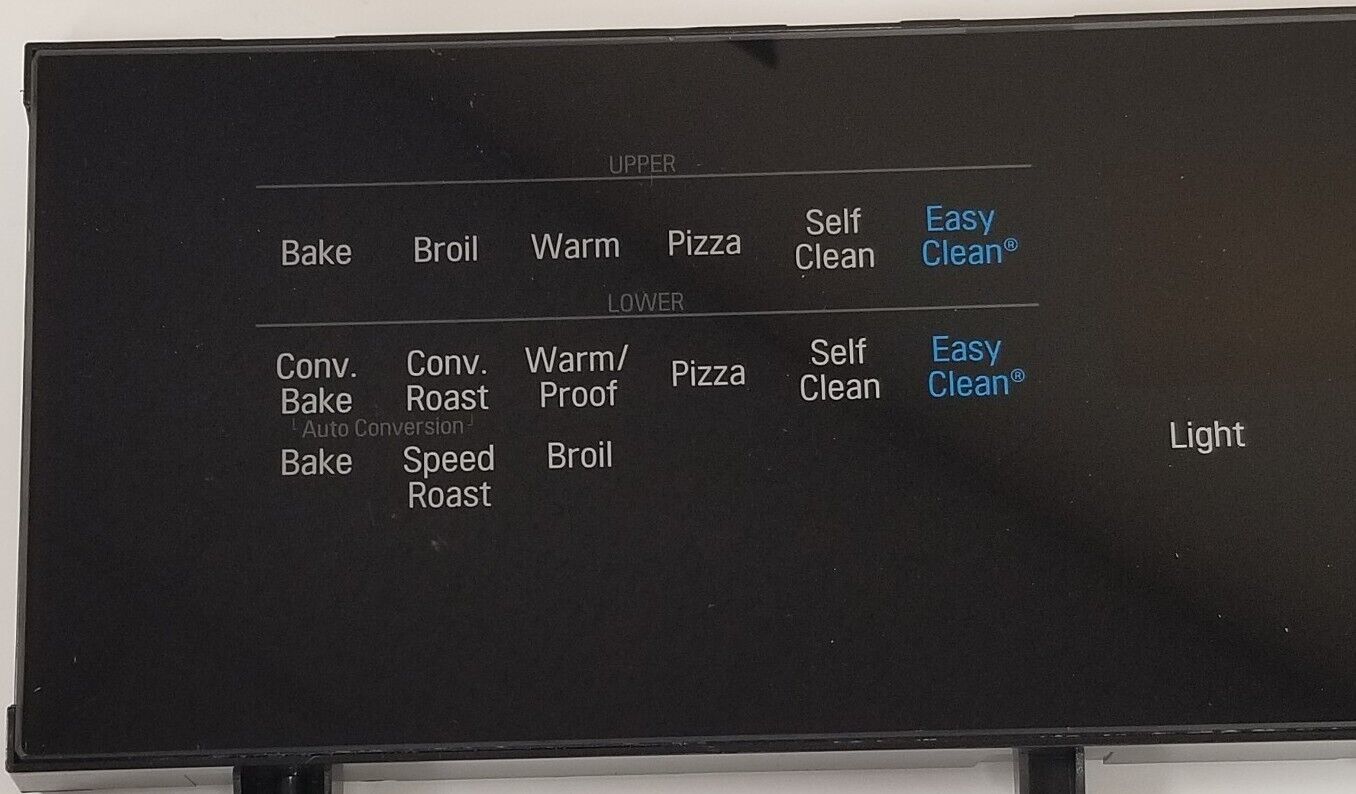 UPPER
Bake Broil Warm Pizza Self Clean Easy Clean®
LOWER
Conv. Bake Conv. Roast Warm/ Proof Pizza Self Clean Easy Clean®
Auto Conversion
Bake Speed Roast Broil
Light